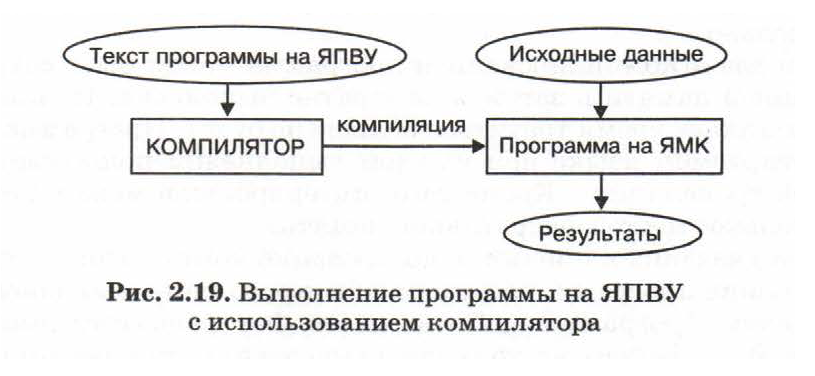 Текст программы на ЯПВУ
Исходные данные
КОМПИЛЯТОР
компиляция
Программа на ЯМК
Результаты
Рис. 2.19. Выполнение программы на ЯПВУ
с использованием компилятора